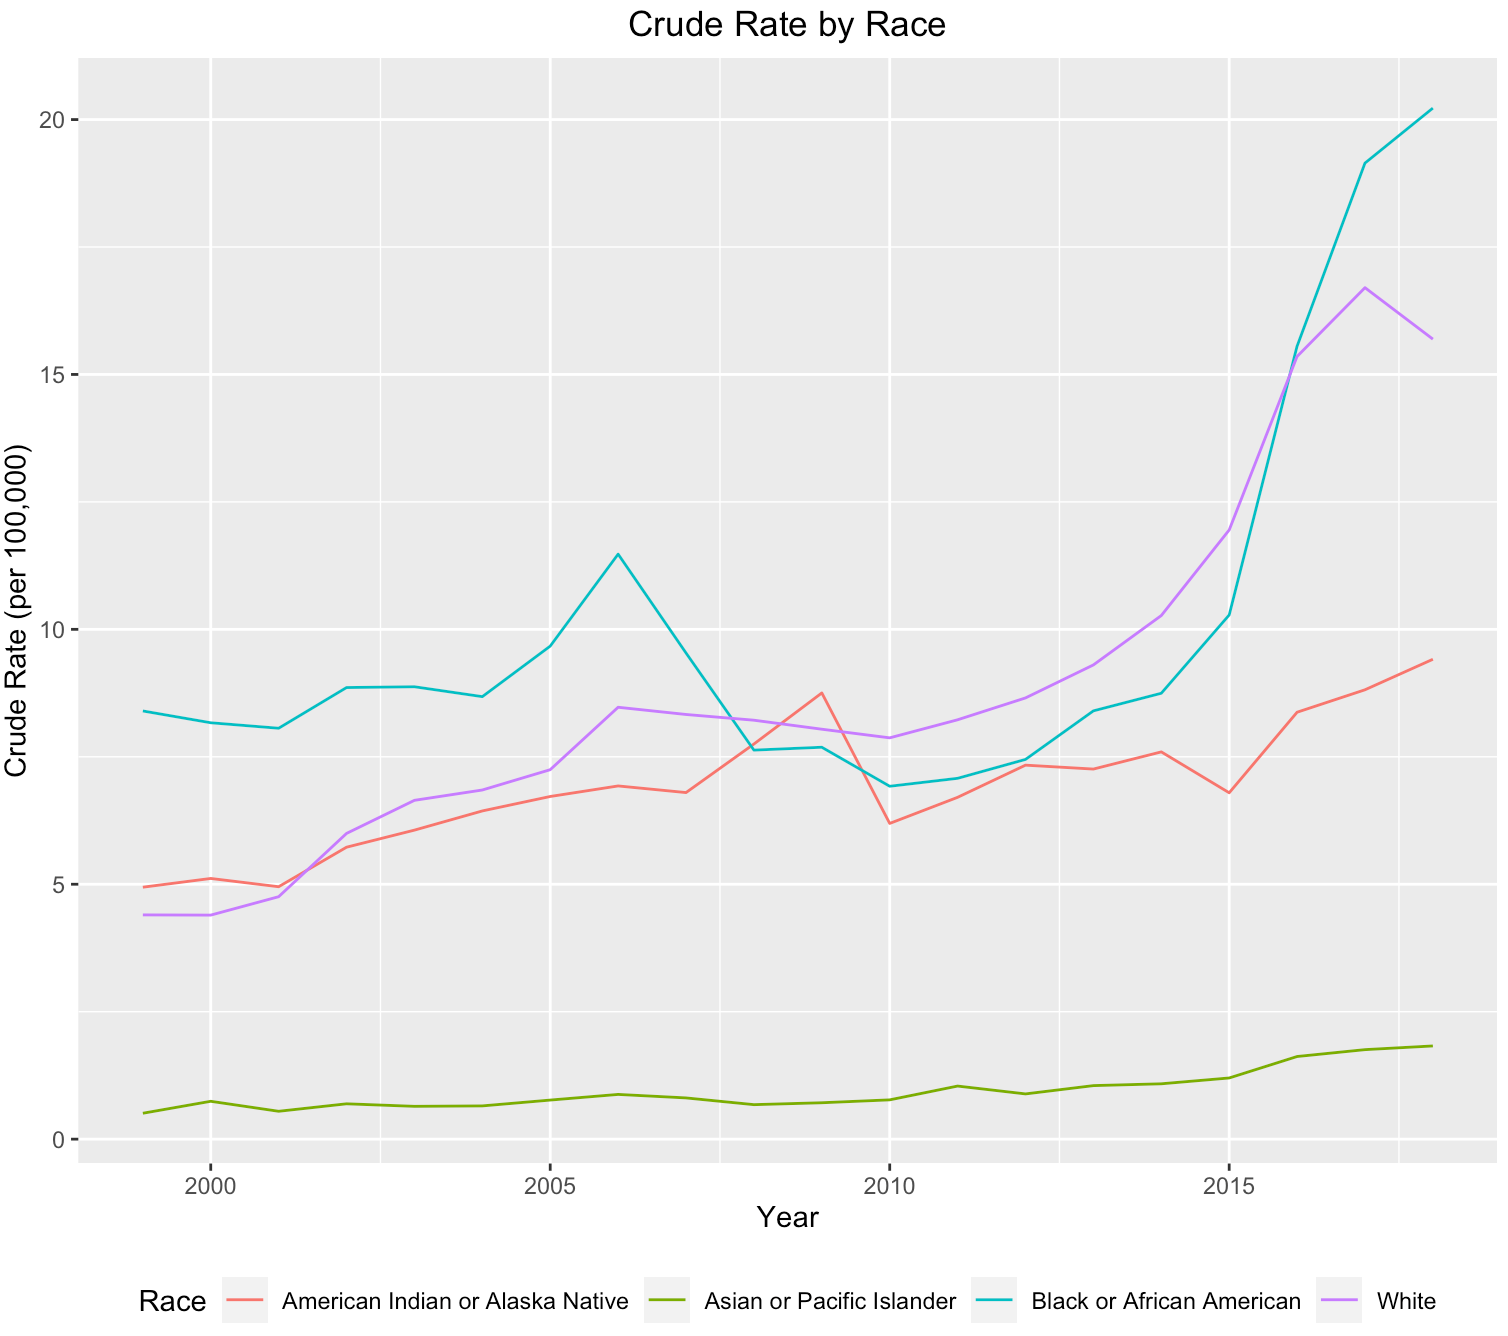 Crude Rate by Race
Crude Rate (per 100,000)
20
15
10
5
0
2000 2005 2010 2015
Year
Race American Indian or Alaska Native Asian or Pacific Islander Black or African American White